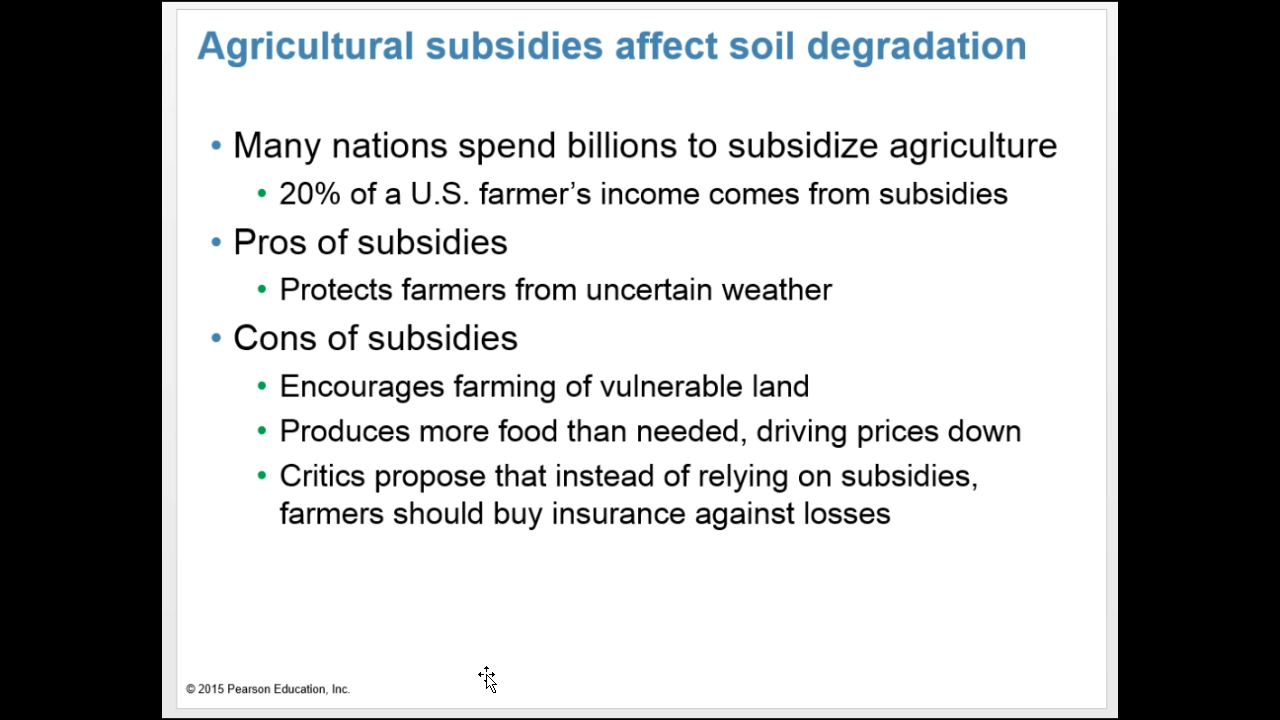 Agricultural subsidies affect soil degradation
• Many nations spend billions to subsidize agriculture
• 20% of a U.S. farmer’s income comes from subsidies
• Pros of subsidies
• Protects farmers from uncertain weather
• Cons of subsidies
• Encourages farming of vulnerable land
• Produces more food than needed, driving prices down
• Critics propose that instead of relying on subsidies,
farmers should buy insurance against losses
© 2015 Pearson Education, Inc.